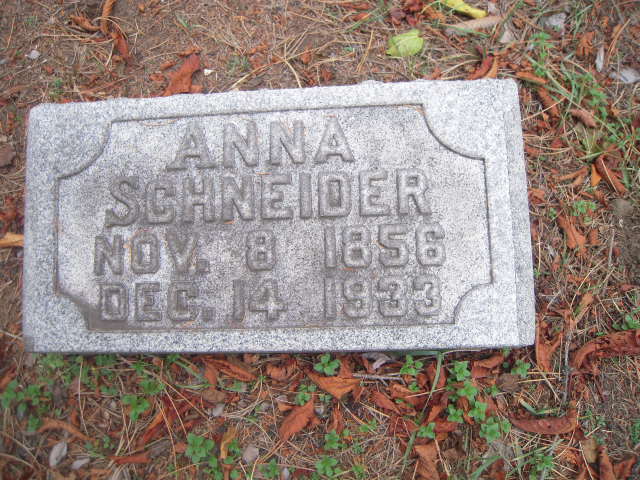 ANNA
SCHNEIDER
NOV. 8 1856
DEC. 14 1933